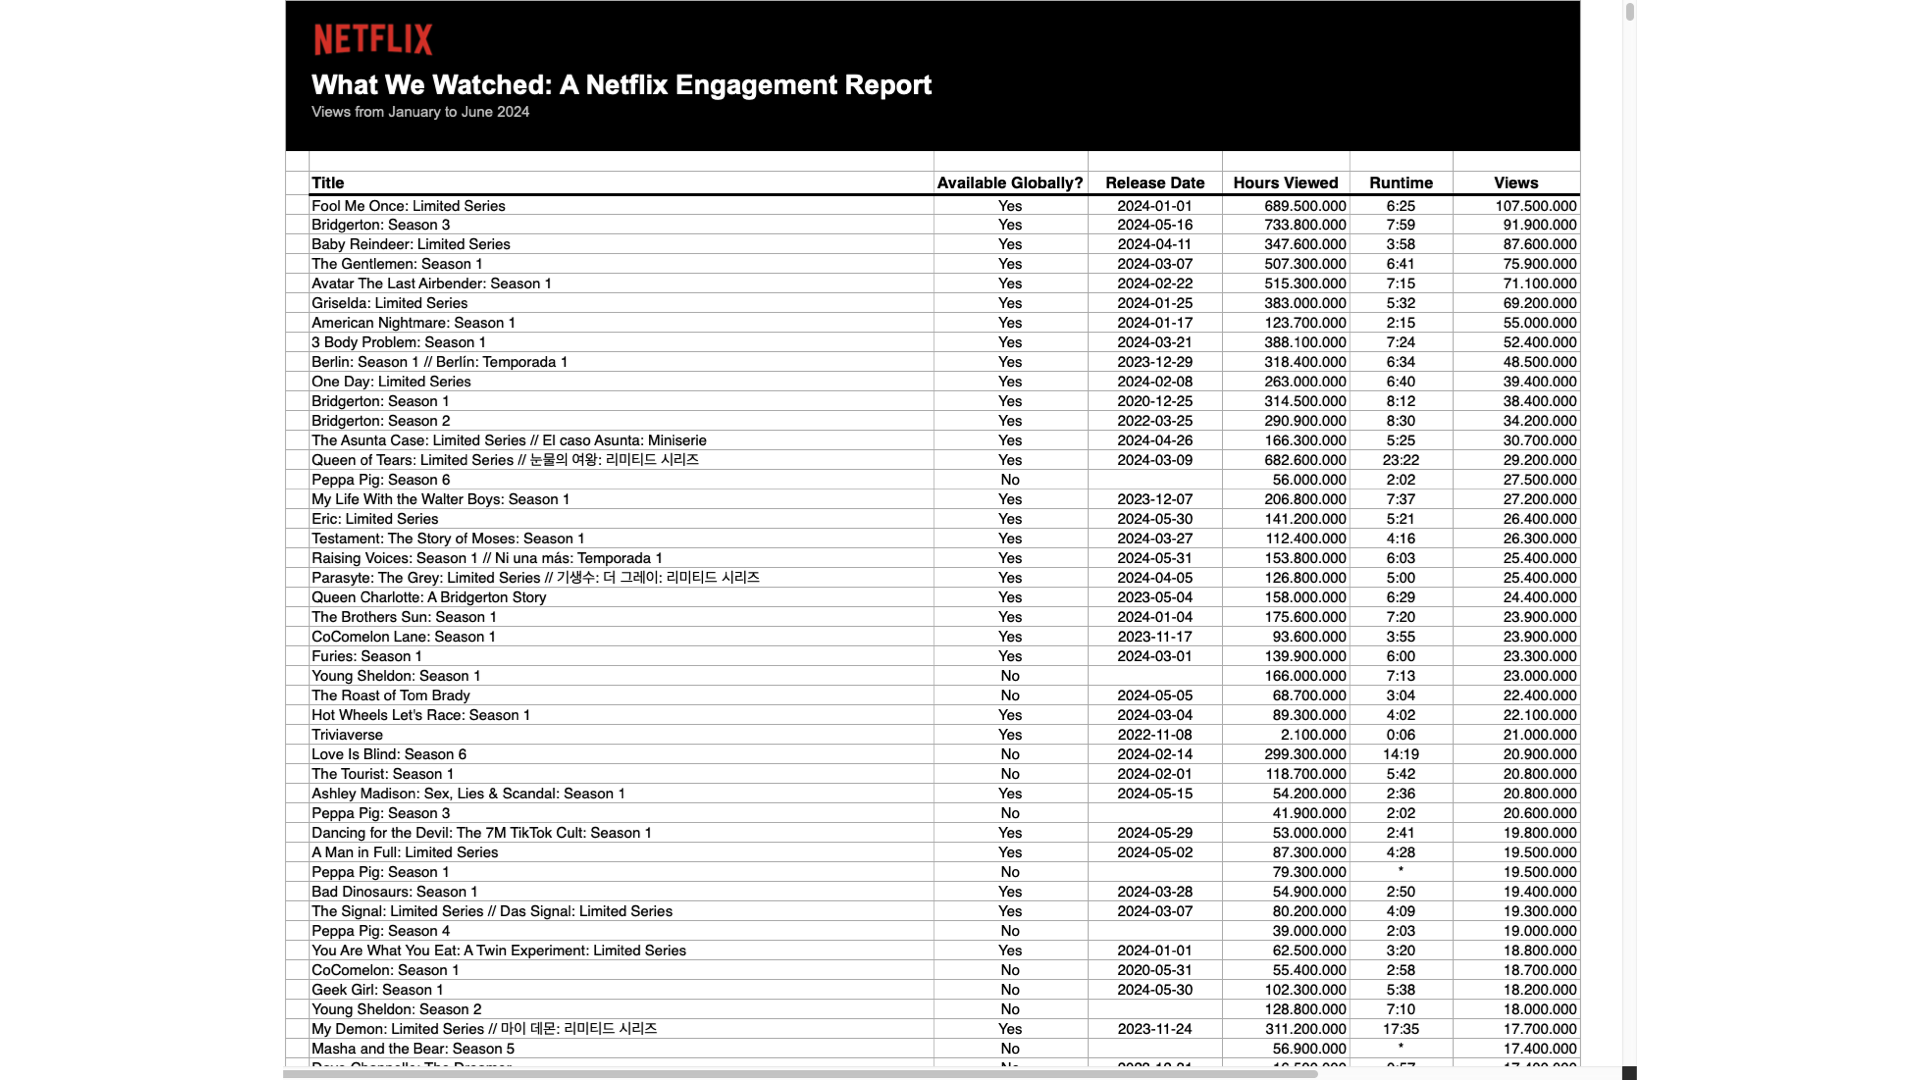 NETFLIX
What We Watched: A Netflix Engagement Report
Views from January to June 2024
Title Available Globally? Release Date Hours Viewed Runtime Views
Fool Me Once: Limited Series Yes 2024-01-01 689.500.000 6:25 107.500.000
Bridgerton: Season 3 Yes 2024-05-16 733.800.000 7:59 91.900.000
Baby Reindeer: Limited Series Yes 2024-04-11 347.600.000 3:58 87.600.000
The Gentlemen: Season 1 Yes 2024-03-07 507.300.000 6:41 75.900.000
Avatar The Last Airbender: Season 1 Yes 2024-02-22 515.300.000 7:15 71.100.000
Griselda: Limited Series Yes 2024-01-25 383.000.000 5:32 69.200.000
American Nightmare: Season 1 Yes 2024-01-17 123.700.000 2:15 55.000.000
3 Body Problem: Season 1 Yes 2024-03-21 388.100.000 7:24 52.400.000
Berlin: Season 1 // Berlín: Temporada 1 Yes 2023-12-29 318.400.000 6:34 48.500.000
One Day: Limited Series Yes 2024-02-08 263.000.000 6:40 39.400.000
Bridgerton: Season 1 Yes 2020-12-25 314.500.000 8:12 38.400.000
Bridgerton: Season 2 Yes 2022-03-25 290.900.000 8:30 34.200.000
The Asunta Case: Limited Series // El caso Asunta: Miniserie Yes 2024-04-26 166.300.000 5:25 30.700.000
Queen of Tears: Limited Series // 눈물의 여왕: 리미티드 시리즈 Yes 2024-03-09 682.600.000 23:22 29.200.000
Peppa Pig: Season 6 No 56.000.000 2:02 27.500.000
My Life With the Walter Boys: Season 1 Yes 2023-12-07 206.800.000 7:37 27.200.000
Eric: Limited Series Yes 2024-05-30 141.200.000 5:21 26.400.000
Testament: The Story of Moses: Season 1 Yes 2024-03-27 112.400.000 4:16 26.300.000
Raising Voices: Season 1 // Ni una más: Temporada 1 Yes 2024-05-31 153.800.000 6:03 25.400.000
Parasyte: The Grey: Limited Series // 기생수: 더 그레이: 리미티드 시리즈 Yes 2024-04-05 126.800.000 5:00 25.400.000
Queen Charlotte: A Bridgerton Story Yes 2023-05-04 158.000.000 6:29 24.400.000
The Brothers Sun: Season 1 Yes 2024-01-04 175.600.000 7:20 23.900.000
CoComelon Lane: Season 1 Yes 2023-11-17 93.600.000 3:55 23.900.000
Furies: Season 1 Yes 2024-03-01 139.900.000 6:00 23.300.000
Young Sheldon: Season 1 No 166.000.000 7:13 23.000.000
The Roast of Tom Brady No 2024-05-05 68.700.000 3:04 22.400.000
Hot Wheels Let's Race: Season 1 Yes 2024-03-04 89.300.000 4:02 22.100.000
Triviaverse Yes 2022-11-08 2.100.000 0:06 21.000.000
Love Is Blind: Season 6 No 2024-02-14 299.300.000 14:19 20.900.000
The Tourist: Season 1 No 2024-02-01 118.700.000 5:42 20.800.000
Ashley Madison: Sex, Lies & Scandal: Season 1 Yes 2024-05-15 54.200.000 2:36 20.800.000
Peppa Pig: Season 3 No 41.900.000 2:02 20.600.000
Dancing for the Devil: The 7M TikTok Cult: Season 1 Yes 2024-05-29 53.000.000 2:41 19.800.000
A Man in Full: Limited Series Yes 2024-05-02 87.300.000 4:28 19.500.000
Peppa Pig: Season 1 No 79.300.000 * 19.500.000
Bad Dinosaurs: Season 1 Yes 2024-03-28 54.900.000 2:50 19.400.000
The Signal: Limited Series // Das Signal: Limited Series Yes 2024-03-07 80.200.000 4:09 19.300.000
Peppa Pig: Season 4 No 39.000.000 2:03 19.000.000
You Are What You Eat: A Twin Experiment: Limited Series Yes 2024-01-01 62.500.000 3:20 18.800.000
CoComelon: Season 1 No 2020-05-31 55.400.000 2:58 18.700.000
Geek Girl: Season 1 No 2024-05-30 102.300.000 5:38 18.200.000
Young Sheldon: Season 2 No 128.800.000 7:10 18.000.000
My Demon: Limited Series // 마이 데몬: 리미티드 시리즈 Yes 2023-11-24 311.200.000 17:35 17.700.000
Masha and the Bear: Season 5 No 56.900.000 * 17.400.000